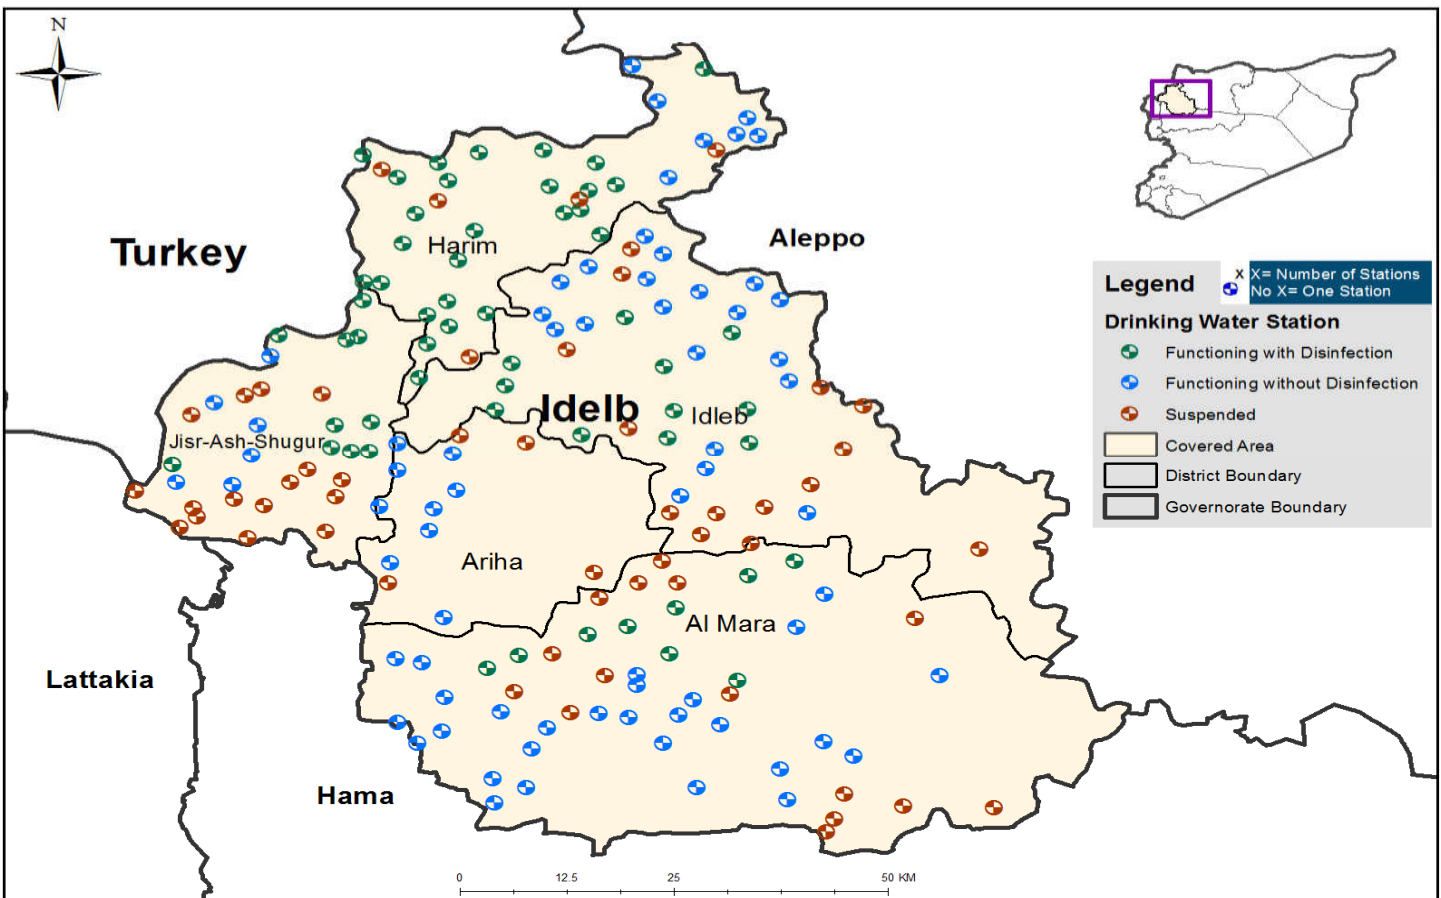 N
Turkey
Harim
Aleppo
Legend
X X= Number of Stations
No X= One Station
Drinking Water Station
Functioning with Disinfection
Functioning without Disinfection
Suspended
Covered Area
District Boundary
Governorate Boundary
Idelb
Idleb
Jisr-Ash-Shugur
Ariha
Al Mara
Lattakia
Hama
0 12.5 25 50 KM